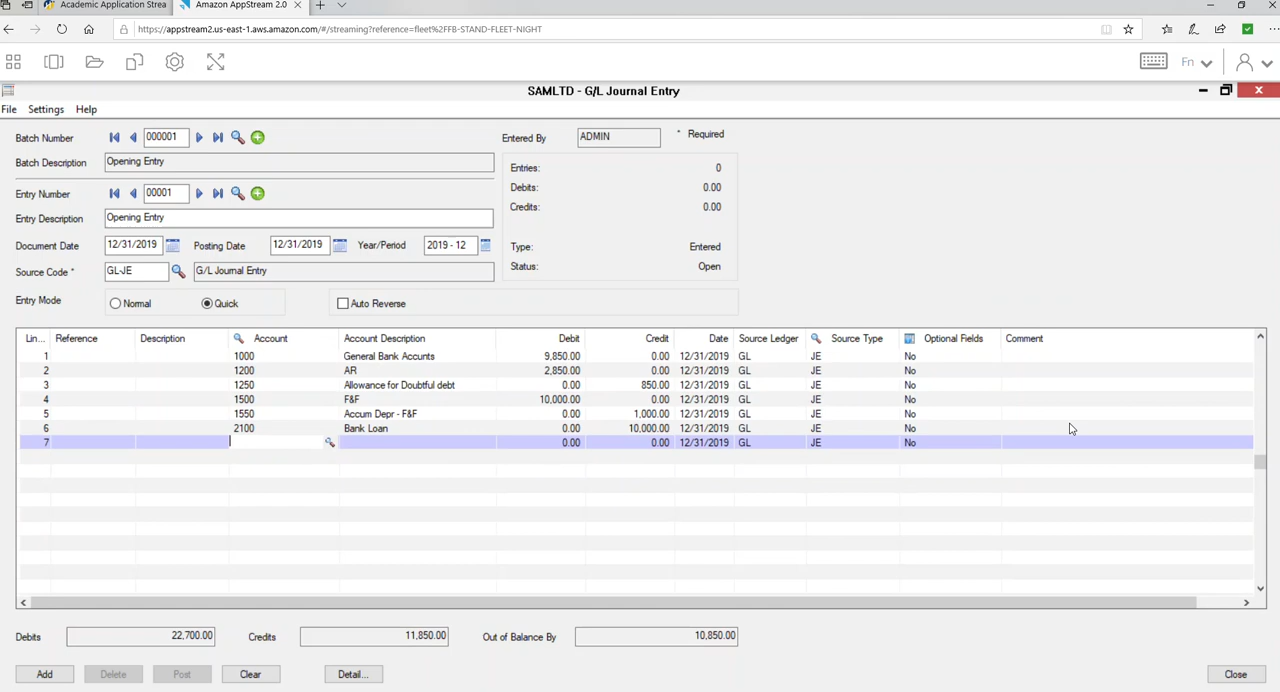 Academic Application Strea
Amazon AppStream 2.0
https://appstream2.us-east-1.aws.amazon.com/#/streaming?reference=fleet%2FFB-STAND-FLEET-NIGHT
Fn
SAMLTD - G/L Journal Entry
File Settings Help
Batch Number 000001 Entered By ADMIN * Required
Batch Description Opening Entry Entries: 0
Debits: 0.00
Entry Number 00001 Credits: 0.00
Entry Description Opening Entry
Document Date 12/31/2019 Posting Date 12/31/2019 Year/Period 2019 - 12 Type: Entered
Source Code * GL-JE G/L Journal Entry Status: Open
Entry Mode Normal Quick Auto Reverse
Lin... Reference Description Account Account Description Debit Credit Date Source Ledger Source Type Optional Fields Comment
1 1000 General Bank Accunts 9,850.00 0.00 12/31/2019 GL JE No
2 1200 AR 2,850.00 0.00 12/31/2019 GL JE No
3 1250 Allowance for Doubtful debt 0.00 850.00 12/31/2019 GL JE No
4 1500 F&F 10,000.00 0.00 12/31/2019 GL JE No
5 1550 Accum Depr - F&F 0.00 1,000.00 12/31/2019 GL JE No
6 2100 Bank Loan 0.00 10,000.00 12/31/2019 GL JE No
7 0.00 0.00 12/31/2019 GL JE No
Debits 22,700.00 Credits 11,850.00 Out of Balance By 10,850.00
Add Delete Post Clear Detail... Close